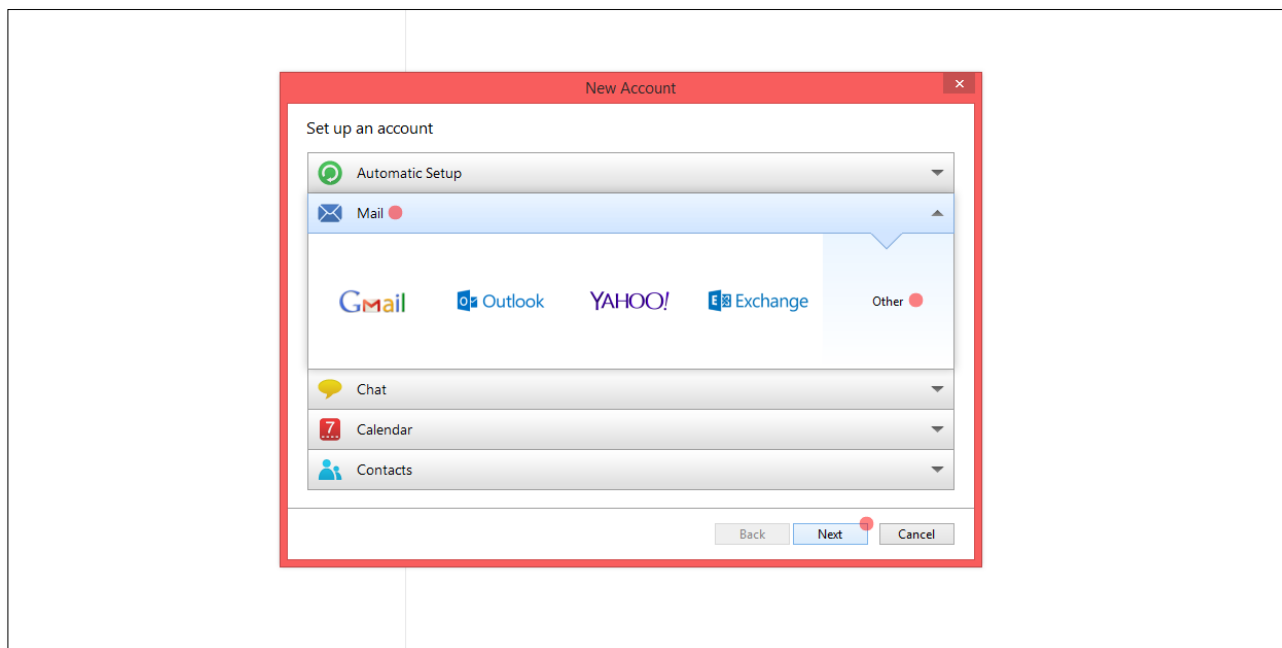 New Account
Set up an account
Automatic Setup
Mail
Gmail Outlook YAHOO! Exchange Other
Chat
7 Calendar
Contacts
Back Next Cancel